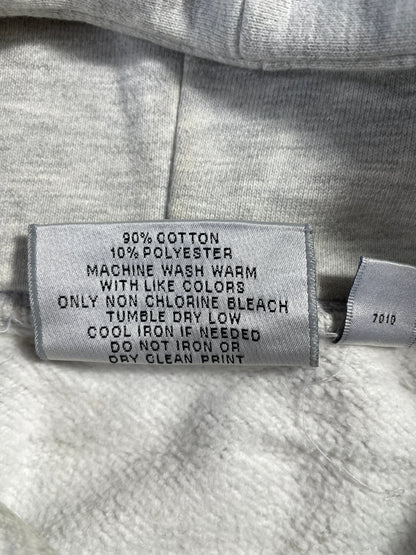 90% COTTON
10% POLYESTER
MACHINE WASH WARM
WITH LIKE COLORS
ONLY NON CHLORINE BLEACH
TUMBLE DRY LOW
COOL IRON IF NEEDED
DO NOT IRON OR
DRY CLEAN PRINT
7010